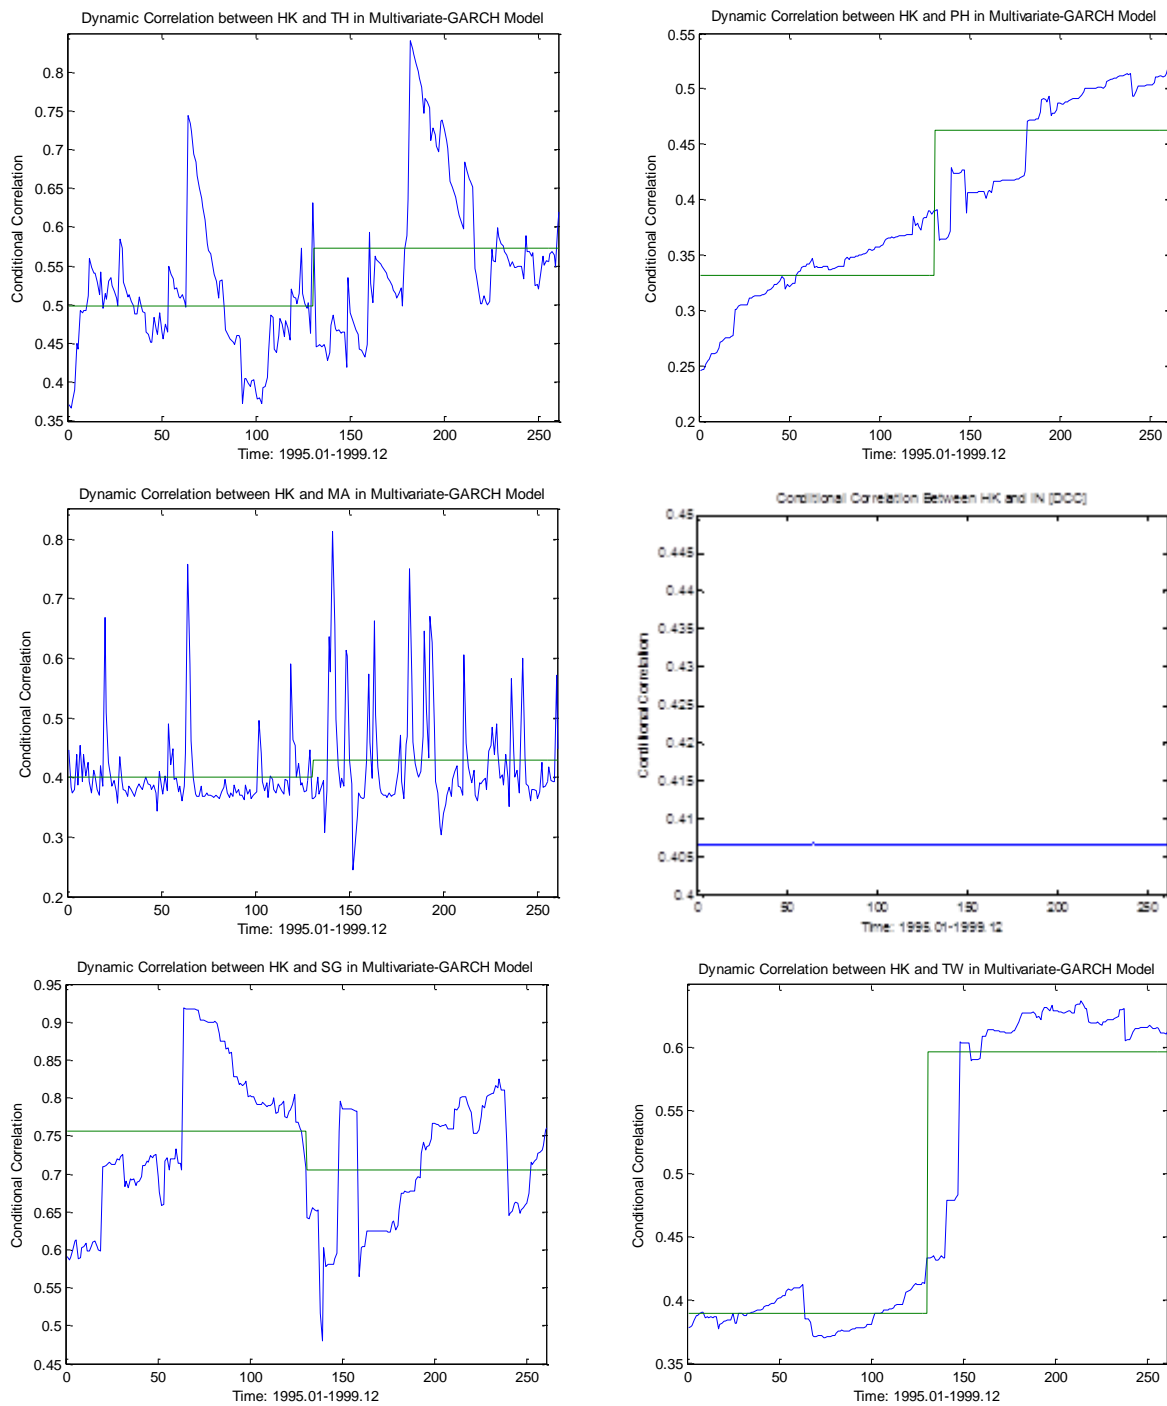 Dynamic Correlation between HK and TH in Multivariate-GARCH Model
Conditional Correlation
0.8
0.75
0.7
0.65
0.6
0.55
0.5
0.45
0.4
0.35
0 50 100 150 200 250
Time: 1995.01-1999.12
Dynamic Correlation between HK and PH in Multivariate-GARCH Model
Conditional Correlation
0.55
0.5
0.45
0.4
0.35
0.3
0.25
0.2
0 50 100 150 200 250
Time: 1995.01-1999.12
Dynamic Correlation between HK and MA in Multivariate-GARCH Model
Conditional Correlation
0.8
0.7
0.6
0.5
0.4
0.3
0.2
0 50 100 150 200 250
Time: 1995.01-1999.12
Conditional Correlation Between HK and IN [DCC]
Conditional Correlation
0.45
0.445
0.44
0.435
0.43
0.425
0.42
0.415
0.41
0.405
0.4
0 50 100 150 200 250
Time: 1995.01-1999.12
Dynamic Correlation between HK and SG in Multivariate-GARCH Model
Conditional Correlation
0.95
0.9
0.85
0.8
0.75
0.7
0.65
0.6
0.55
0.5
0.45
0 50 100 150 200 250
Time: 1995.01-1999.12
Dynamic Correlation between HK and TW in Multivariate-GARCH Model
Conditional Correlation
0.6
0.55
0.5
0.45
0.4
0.35
0 50 100 150 200 250
Time: 1995.01-1999.12